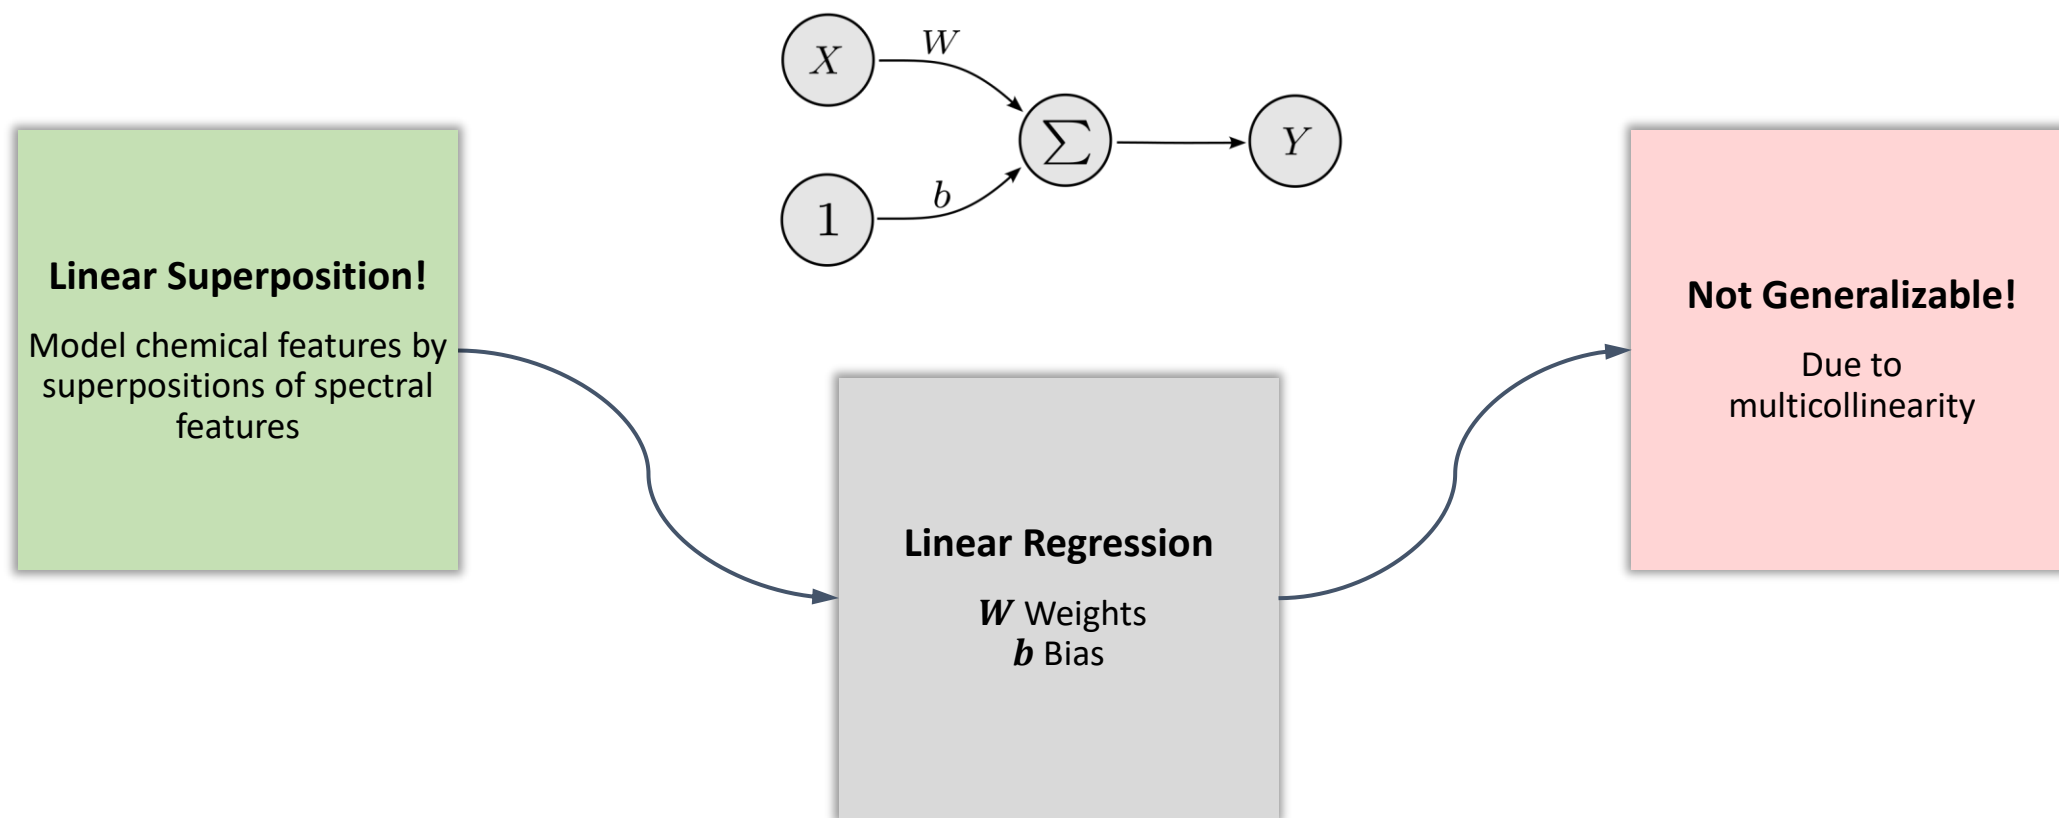 X
W
∑
Y
1
b
Linear Superposition!
Model chemical features by
superpositions of spectral
features
Linear Regression
W Weights
b Bias
Not Generalizable!
Due to
multicollinearity